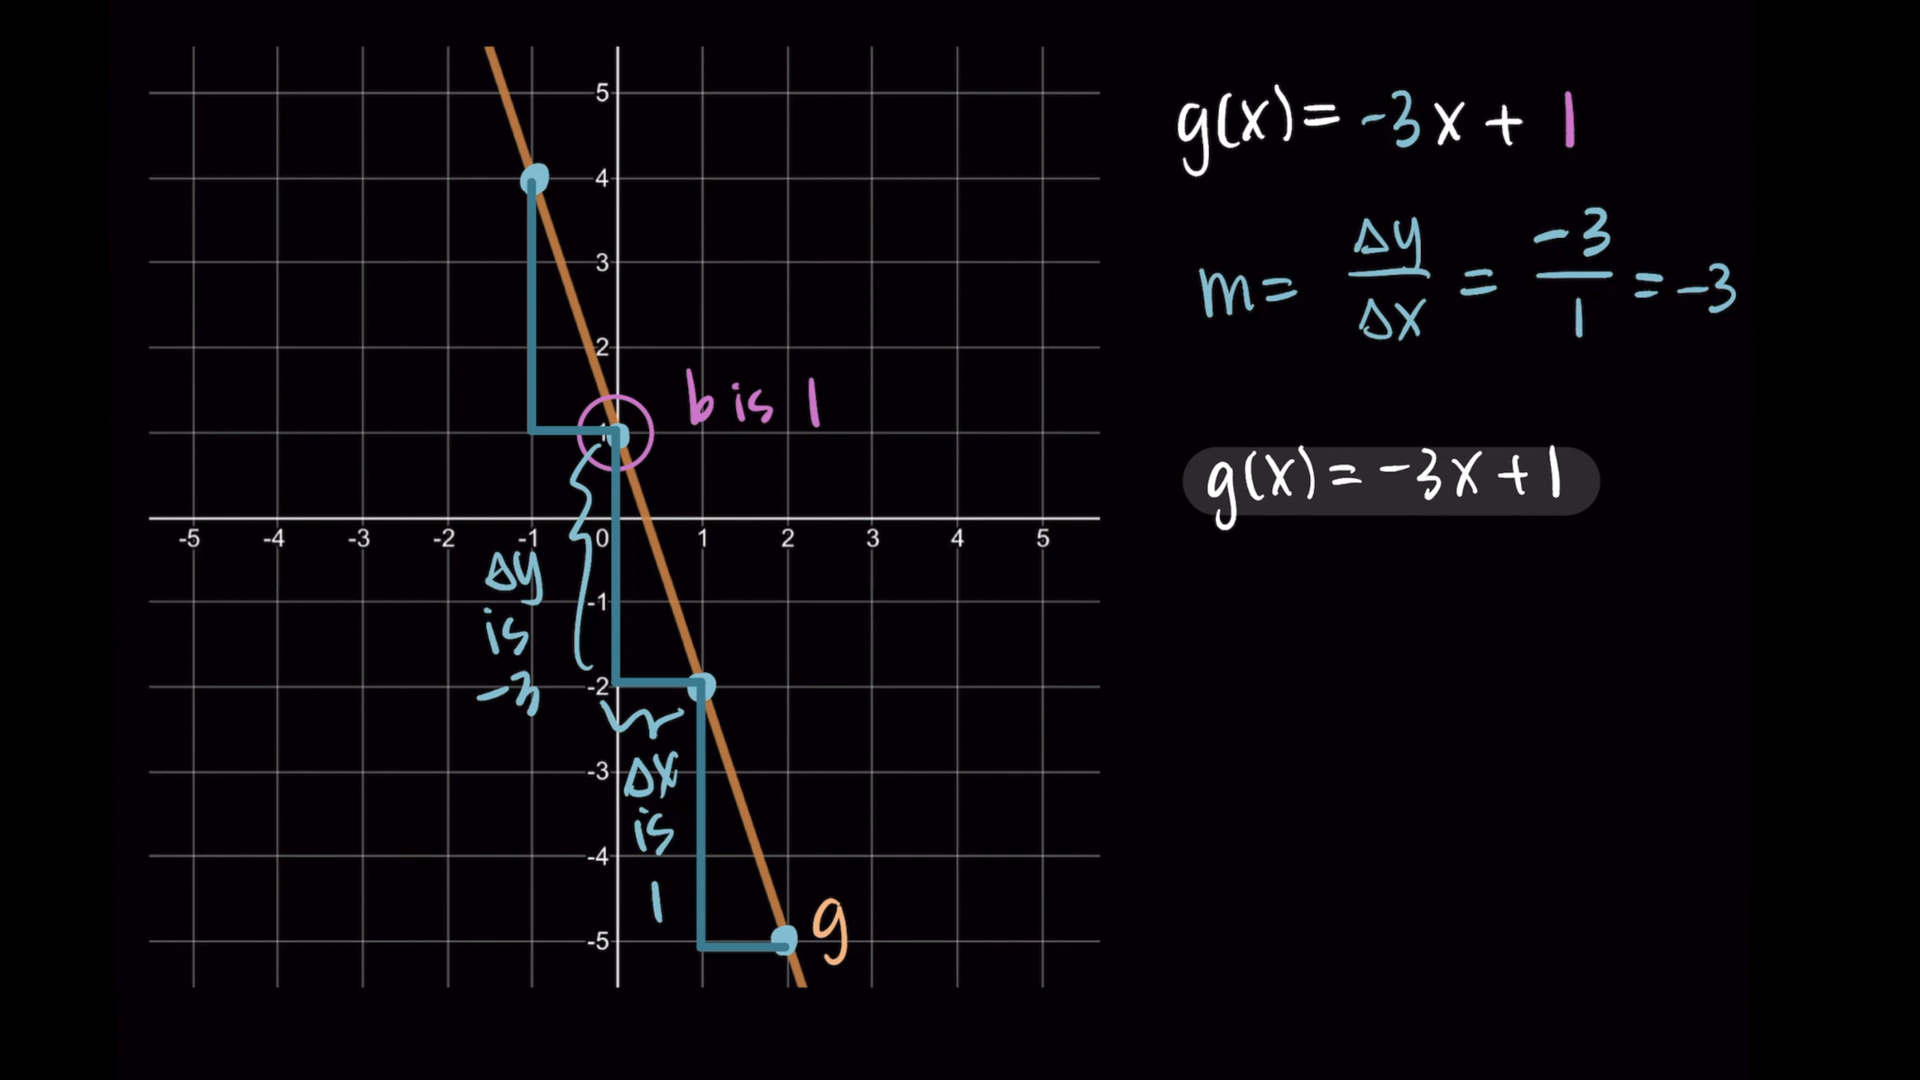 g(x) = -3x + 1
m = Δy/Δx = -3/1 = -3
b is 1
g(x) = -3x + 1
5
4
3
2
1
-5 -4 -3 -2 -1 0 1 2 3 4 5
-1
-2
-3
-4
-5
Δy
is
-3
Δx
is
1
g